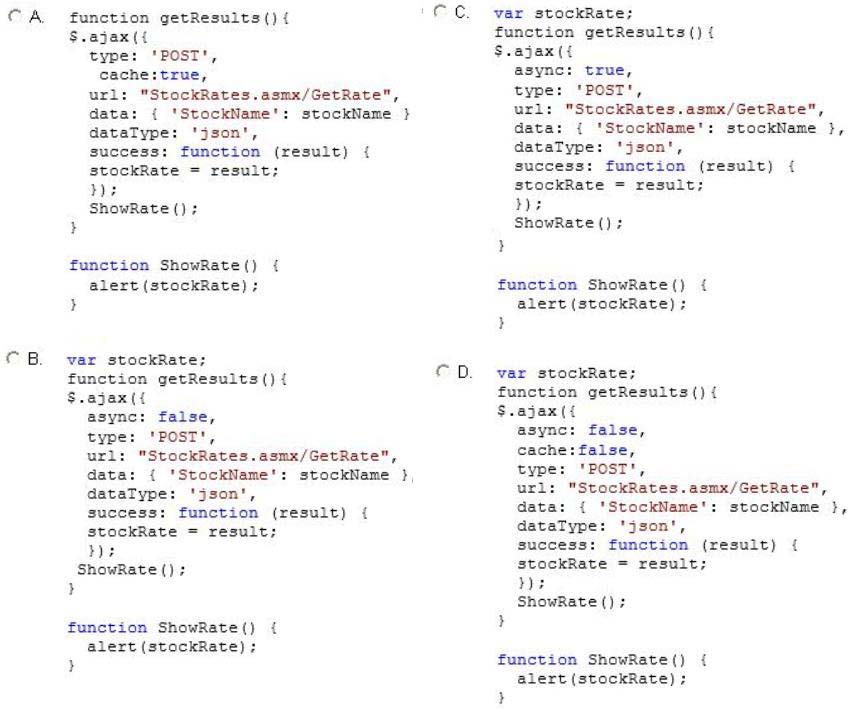 A. function getResults(){
$.ajax({
type: 'POST',
cache:true,
url: "StockRates.asmx/GetRate",
data: { 'StockName': stockName }
dataType: 'json',
success: function (result) {
stockRate = result;
});
ShowRate();
}
function ShowRate() {
alert(stockRate);
}
B. var stockRate;
function getResults(){
$.ajax({
async: false,
type: 'POST',
url: "StockRates.asmx/GetRate",
data: { 'StockName': stockName },
dataType: 'json',
success: function (result) {
stockRate = result;
});
ShowRate();
}
function ShowRate() {
alert(stockRate);
}
C. var stockRate;
function getResults(){
$.ajax({
async: true,
type: 'POST',
url: "StockRates.asmx/GetRate",
data: { 'StockName': stockName },
dataType: 'json',
success: function (result) {
stockRate = result;
});
ShowRate();
}
function ShowRate() {
alert(stockRate);
}
D. var stockRate;
function getResults(){
$.ajax({
async: false,
cache:false,
type: 'POST',
url: "StockRates.asmx/GetRate",
data: { 'StockName': stockName },
dataType: 'json',
success: function (result) {
stockRate = result;
});
ShowRate();
}
function ShowRate() {
alert(stockRate);
}